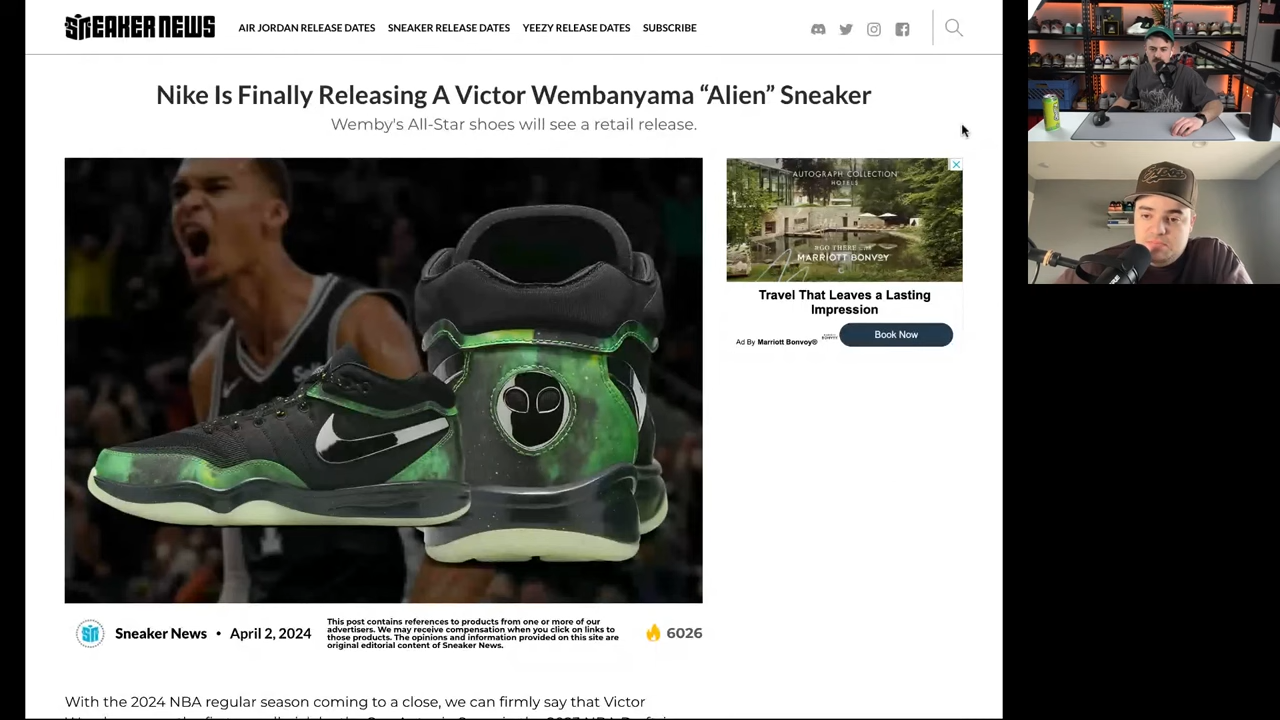 SNEAKER NEWS
AIR JORDAN RELEASE DATES SNEAKER RELEASE DATES YEEZY RELEASE DATES SUBSCRIBE
Nike Is Finally Releasing A Victor Wembanyama “Alien” Sneaker
Wemby's All-Star shoes will see a retail release.
AUTOGRAPH COLLECTION
HOTELS
#GO THERE with
MARRIOTT BONVOY
Travel That Leaves a Lasting
Impression
Ad By Marriott Bonvoy®
Book Now
Sneaker News • April 2, 2024
This post contains references to products from one or more of our
advertisers. We may receive compensation when you click on links to
those products. The opinions and information provided on this site are
original editorial content of Sneaker News.
6026
With the 2024 NBA regular season coming to a close, we can firmly say that Victor